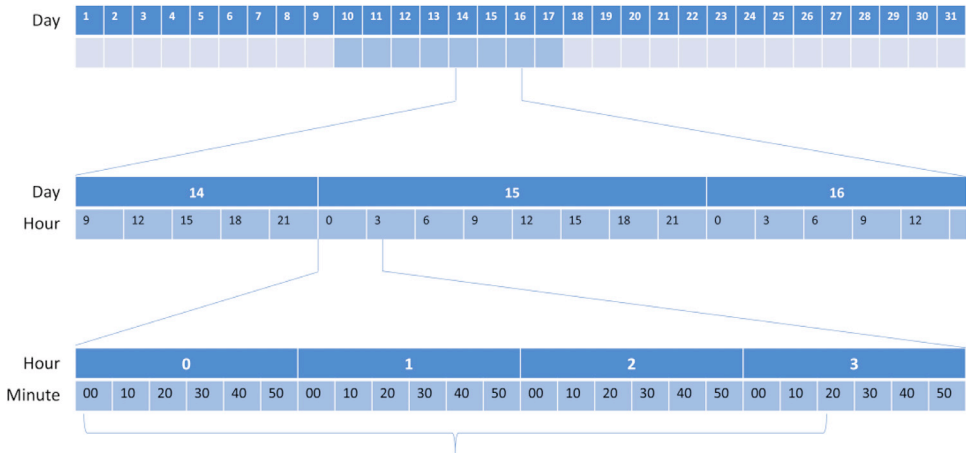 Day 1 2 3 4 5 6 7 8 9 10 11 12 13 14 15 16 17 18 19 20 21 22 23 24 25 26 27 28 29 30 31
Day 14 15 16
Hour 9 12 15 18 21 0 3 6 9 12 15 18 21 0 3 6 9 12
Hour 0 1 2 3
Minute 00 10 20 30 40 50 00 10 20 30 40 50 00 10 20 30 40 50 00 10 20 30 40 50